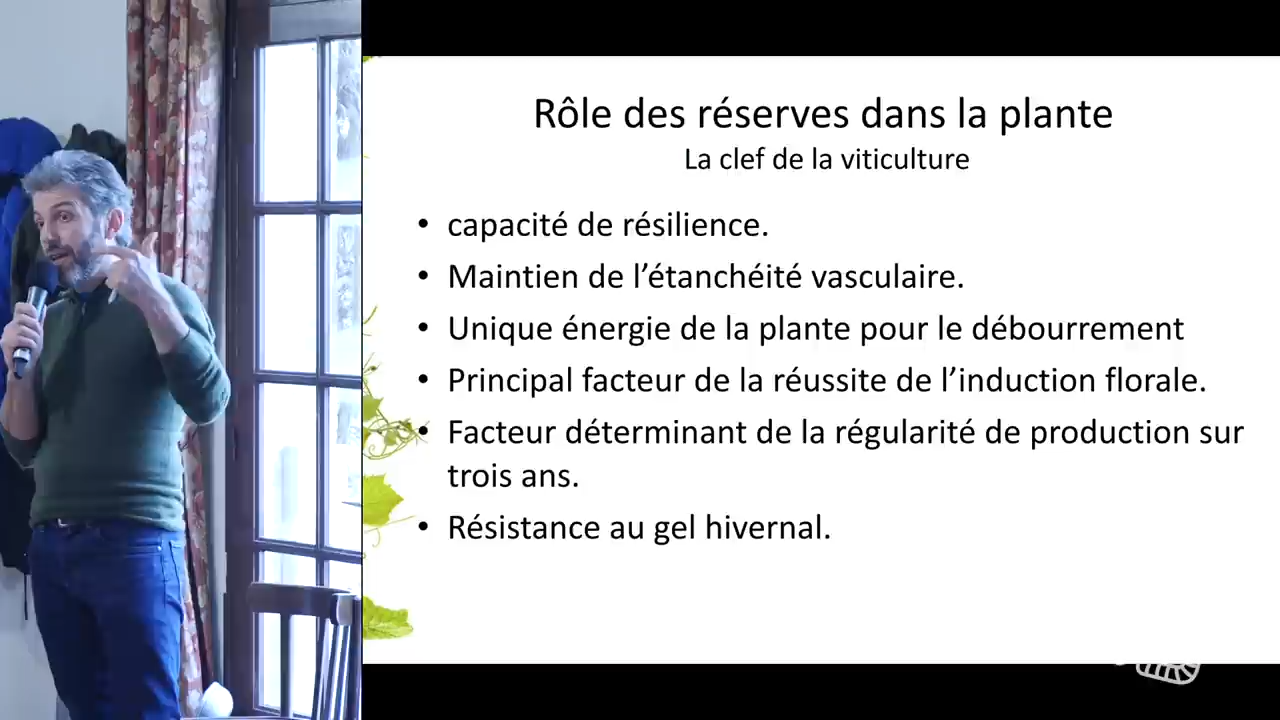 Rôle des réserves dans la plante
La clef de la viticulture
• capacité de résilience.
• Maintien de l’étanchéité vasculaire.
• Unique énergie de la plante pour le débourrement
• Principal facteur de la réussite de l’induction florale.
• Facteur déterminant de la régularité de production sur
trois ans.
• Résistance au gel hivernal.